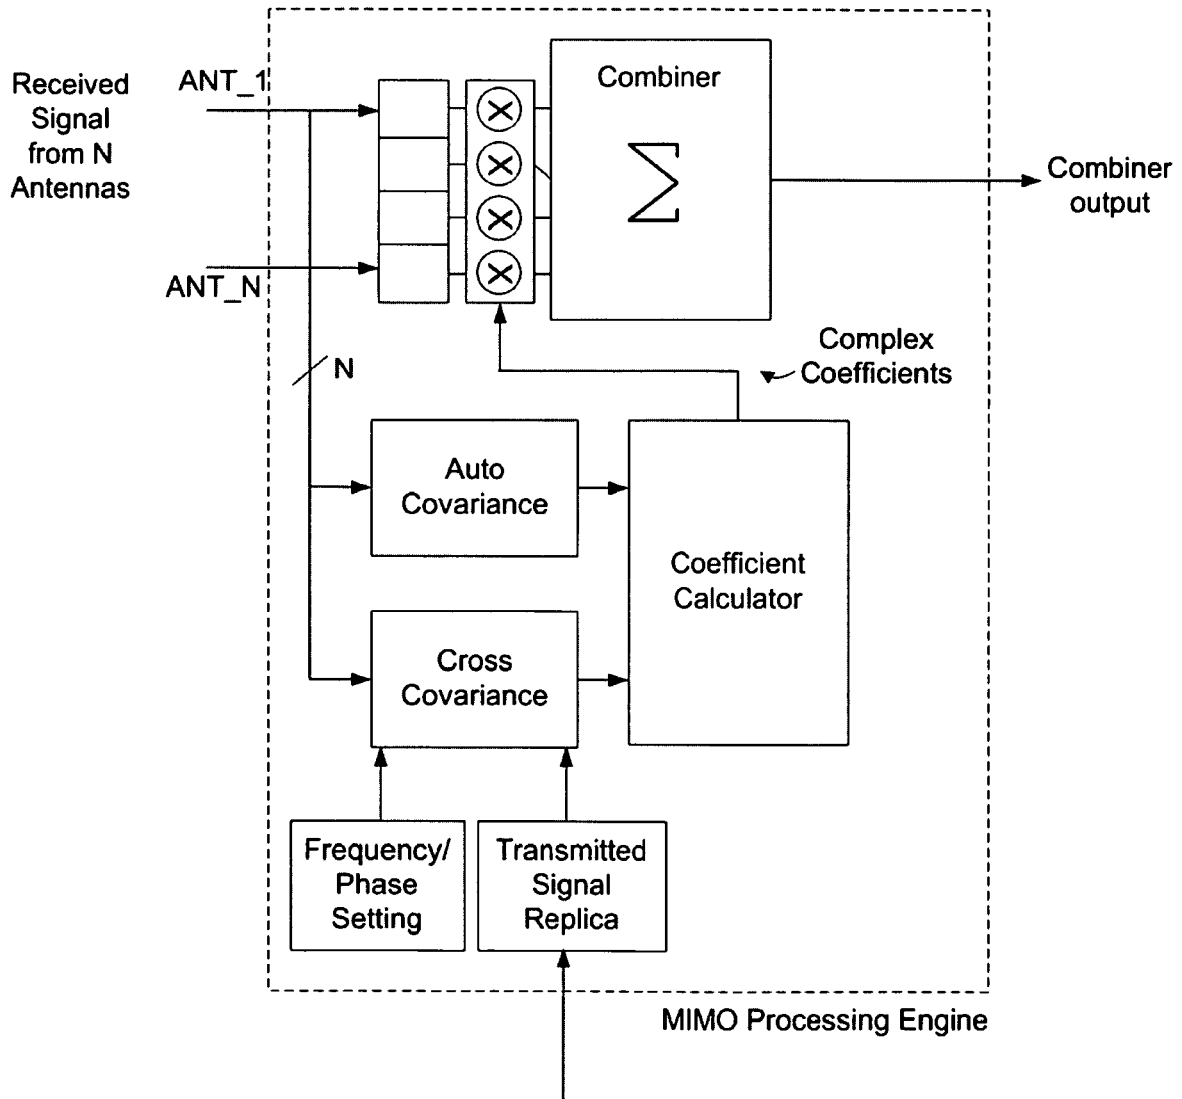 Received
Signal
from N
Antennas
ANT_1
ANT_N
Combiner
Σ
Combiner
output
N
Complex
Coefficients
Auto
Covariance
Coefficient
Calculator
Cross
Covariance
Frequency/
Phase
Setting
Transmitted
Signal
Replica
MIMO Processing Engine